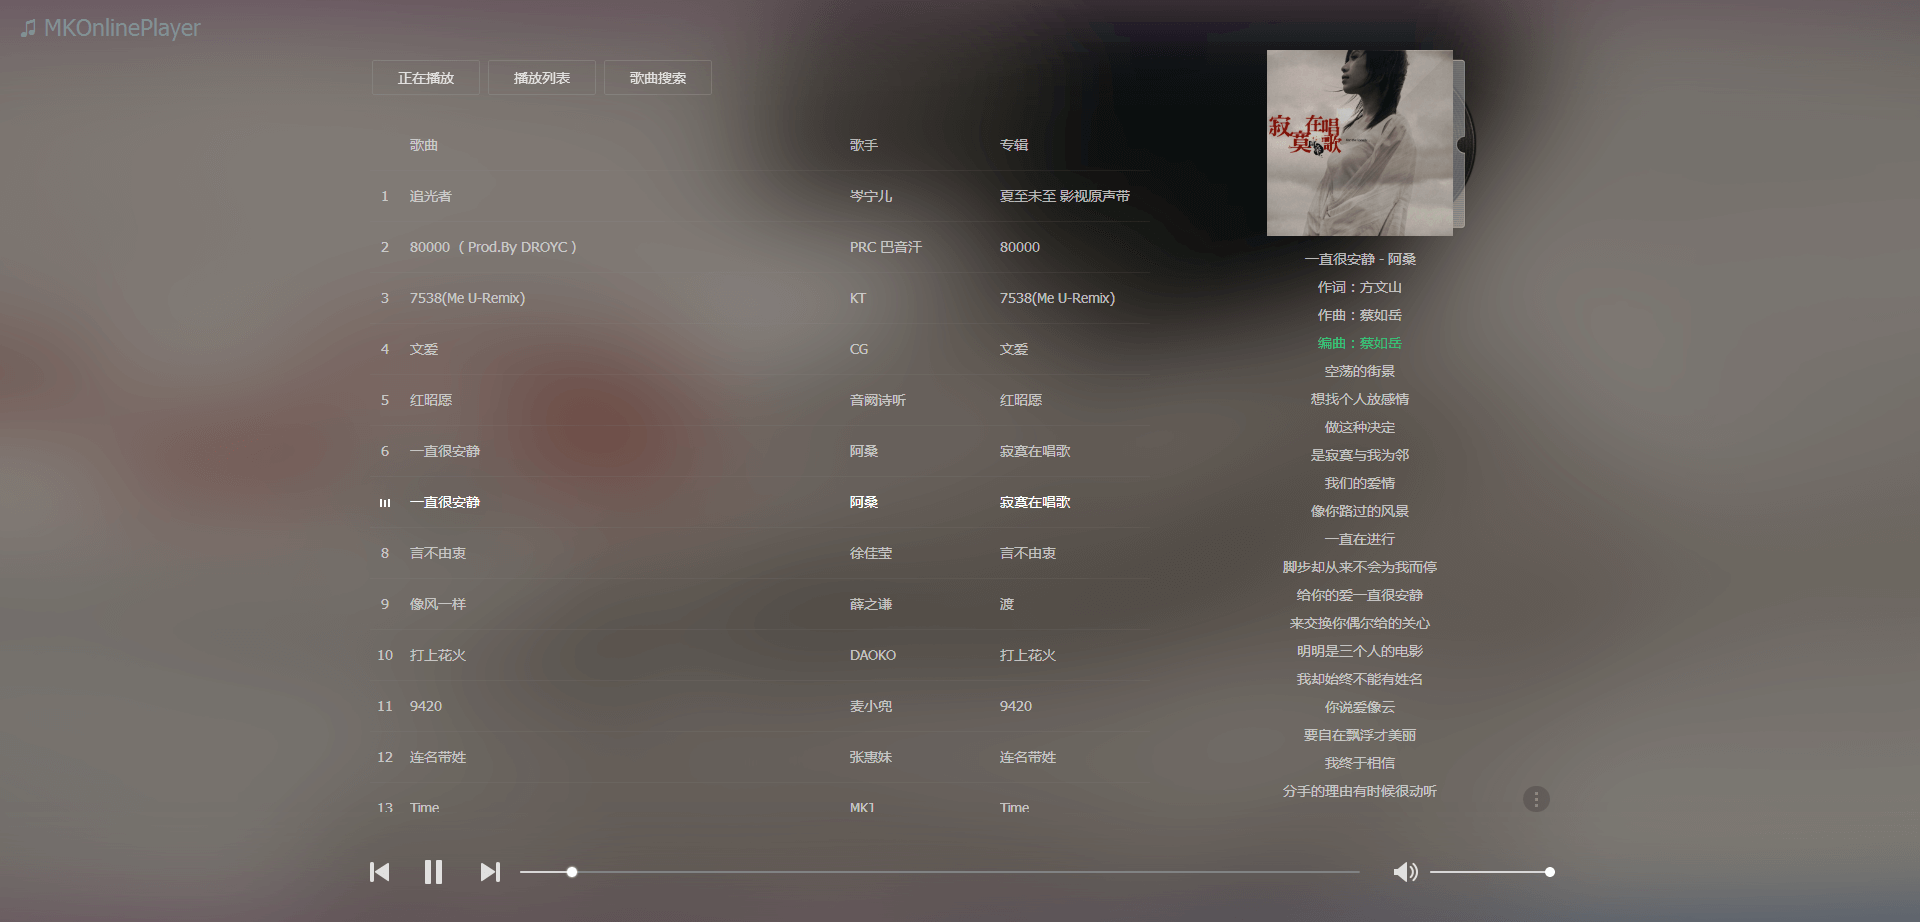 MKOnlinePlayer
正在播放 播放列表 歌曲搜索
歌曲 歌手 专辑
1 追光者 岑宁儿 夏至未至 影视原声带
2 80000（Prod.By DROYC） PRC 巴音汗 80000
3 7538(Me U-Remix) KT 7538(Me U-Remix)
4 文爱 CG 文爱
5 红昭愿 音阙诗听 红昭愿
6 一直很安静 阿桑 寂寞在唱歌
一直很安静 阿桑 寂寞在唱歌
8 言不由衷 徐佳莹 言不由衷
9 像风一样 薛之谦 渡
10 打上花火 DAOKO 打上花火
11 9420 麦小兜 9420
12 连名带姓 张惠妹 连名带姓
13 Time MKJ Time
寂寞在唱歌
一直很安静 - 阿桑
作词：方文山
作曲：蔡如岳
编曲：蔡如岳
空荡的街景
想找个人放感情
做这种决定
是寂寞与我为邻
我们的爱情
像你路过的风景
一直在进行
脚步却从来不会为我而停
给你的爱一直很安静
来交换你偶尔给的关心
明明是三个人的电影
我却始终不能有姓名
你说爱像云
要自在飘浮才美丽
我终于相信
分手的理由有时候很动听